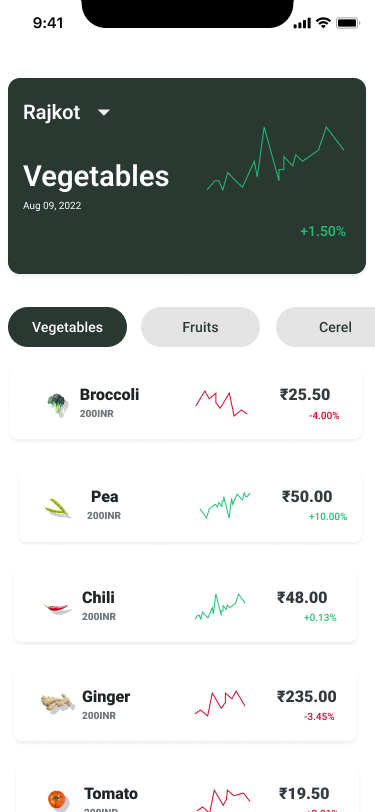 9:41
Rajkot
Vegetables
Aug 09, 2022
+1.50%
Vegetables Fruits Cerel
Broccoli ₹25.50
200INR -4.00%
Pea ₹50.00
200INR +10.00%
Chili ₹48.00
200INR +0.13%
Ginger ₹235.00
200INR -3.45%
Tomato ₹19.50
200INR